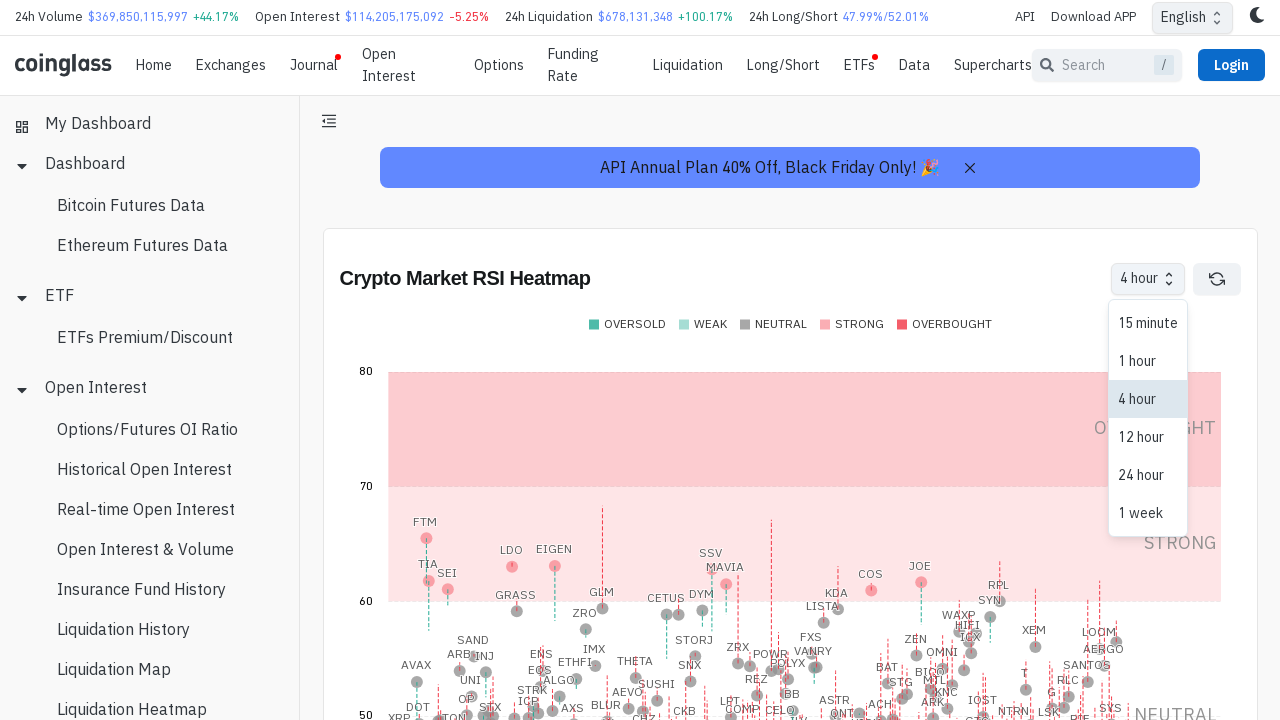 24h Volume $369,850,115,997 +44.17% Open Interest $114,205,175,092 -5.25% 24h Liquidation $678,131,348 +100.17% 24h Long/Short 47.99%/52.01% API Download APP English
coinglass Home Exchanges Journal Open Interest Options Funding Rate Liquidation Long/Short ETFs Data Supercharts Search / Login
My Dashboard
Dashboard
Bitcoin Futures Data
Ethereum Futures Data
ETF
ETFs Premium/Discount
Open Interest
Options/Futures OI Ratio
Historical Open Interest
Real-time Open Interest
Open Interest & Volume
Insurance Fund History
Liquidation History
Liquidation Map
Liquidation Heatmap
API Annual Plan 40% Off, Black Friday Only! 🎉
Crypto Market RSI Heatmap
4 hour
15 minute
1 hour
4 hour
12 hour
24 hour
1 week
OVERSOLD WEAK NEUTRAL STRONG OVERBOUGHT
80
70
STRONG
FTM
LDO EIGEN SSV
TIA SEI MAVIA JOE COS
RPL
60
GRASS GLM CETUS DYM KDA
ZRO LISTA SYN
WAXP HIFI XEM LOOM
SAND STORJ FXS ZEN ICX
ARB INJ ENS IMX ZRX POWR VANRY OMNI AERGO
AVAX EOS ETHFI THETA SNX POLYX BAT BICO T SANTOS
UNI ALGO SUSHI REZ STG MTL RLC
OP STRK AEVO BB KNC G
DOT STX ICP AXS BLUR LPT COMP CELO ASTR ACH ARK IOST LSK SYS
50
XRP TON CKB ONT NTRN
NEUTRAL